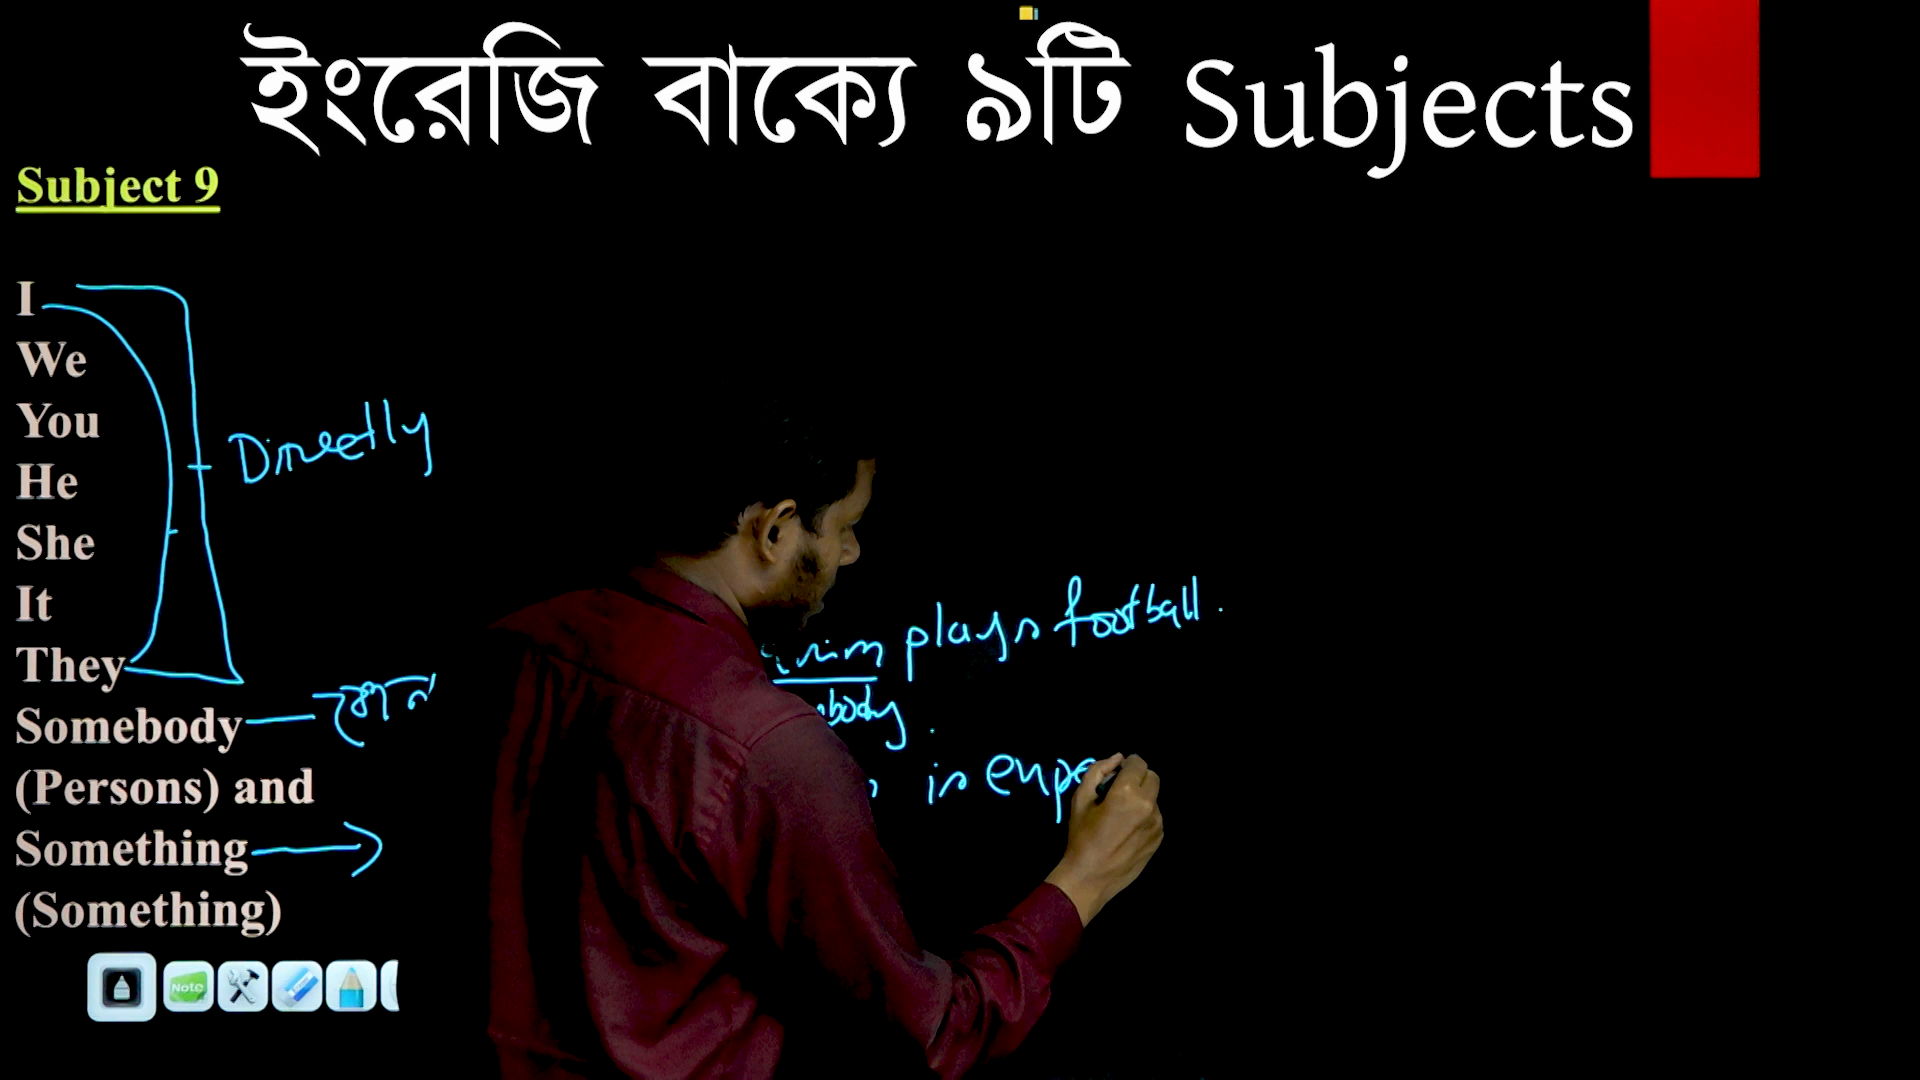 ইংরেজি বাক্যে ৯টি Subjects
Subject 9
I
We
You
He
She
It
They
Somebody
(Persons) and
Something
(Something)
Directly
কোন
plays football.
is
Note